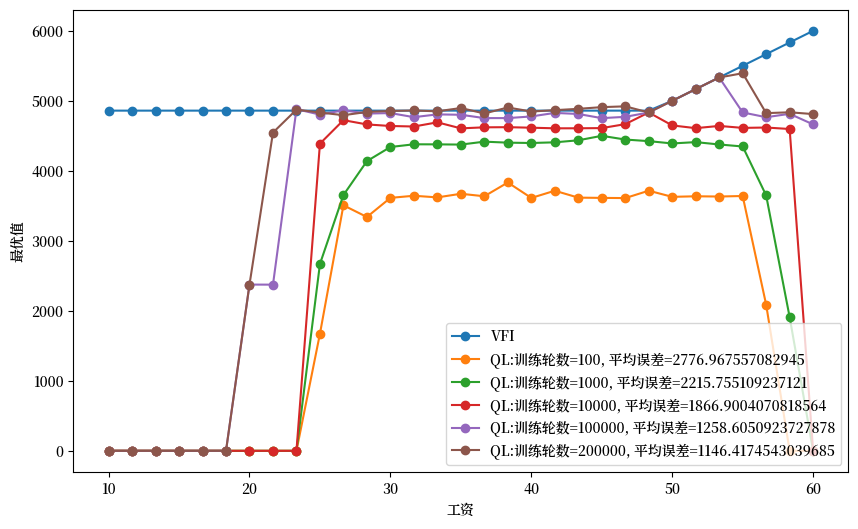 6000
5000
4000
3000
2000
1000
0
最优值
VFI
QL:训练轮数=100, 平均误差=2776.967557082945
QL:训练轮数=1000, 平均误差=2215.755109237121
QL:训练轮数=10000, 平均误差=1866.9004070818564
QL:训练轮数=100000, 平均误差=1258.6050923727878
QL:训练轮数=200000, 平均误差=1146.4174543039685
10 20 30 40 50 60
工资